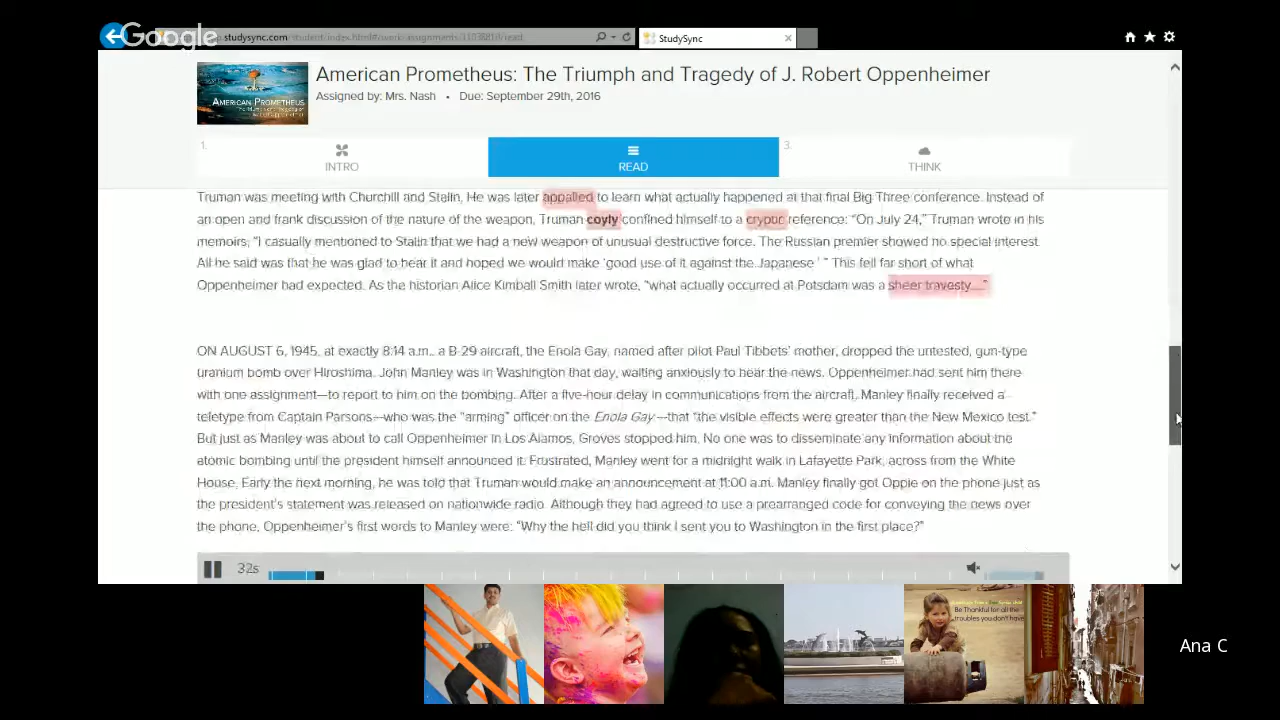 Google
studysync.com/student/index.html#/work/assignments/
StudySync
American Prometheus: The Triumph and Tragedy of J. Robert Oppenheimer
Assigned by: Mrs. Nash • Due: September 29th, 2016
AMERICAN PROMETHEUS
1.
INTRO
READ
3.
THINK
Truman was meeting with Churchill and Stalin. He was later appalled to learn what actually happened at that final Big Three conference. Instead of
an open and frank discussion of the nature of the weapon, Truman coyly confined himself to a cryptic reference: “On July 24,” Truman wrote in his
memoirs, “I casually mentioned to Stalin that we had a new weapon of unusual destructive force. The Russian premier showed no special interest.
All he said was that he was glad to hear it and hoped we would make ‘good use of it against the Japanese.’ ” This fell far short of what
Oppenheimer had expected. As the historian Alice Kimball Smith later wrote, “what actually occurred at Potsdam was a sheer travesty....”
ON AUGUST 6, 1945, at exactly 8:14 a.m., a B-29 aircraft, the Enola Gay, named after pilot Paul Tibbets’ mother, dropped the untested, gun-type
uranium bomb over Hiroshima. John Manley was in Washington that day, waiting anxiously to hear the news. Oppenheimer had sent him there
with one assignment—to report to him on the bombing. After a five-hour delay in communications from the aircraft, Manley finally received a
teletype from Captain Parsons—who was the “arming” officer on the Enola Gay—that “the visible effects were greater than the New Mexico test.”
But just as Manley was about to call Oppenheimer in Los Alamos, Groves stopped him. No one was to disseminate any information about the
atomic bombing until the president himself announced it. Frustrated, Manley went for a midnight walk in Lafayette Park, across from the White
House. Early the next morning, he was told that Truman would make an announcement at 11:00 a.m. Manley finally got Oppie on the phone just as
the president’s statement was released on nationwide radio. Although they had agreed to use a prearranged code for conveying the news over
the phone, Oppenheimer’s first words to Manley were: “Why the hell did you think I sent you to Washington in the first place?”
32s
Be Thankful for all the
troubles you don't have
Ana C